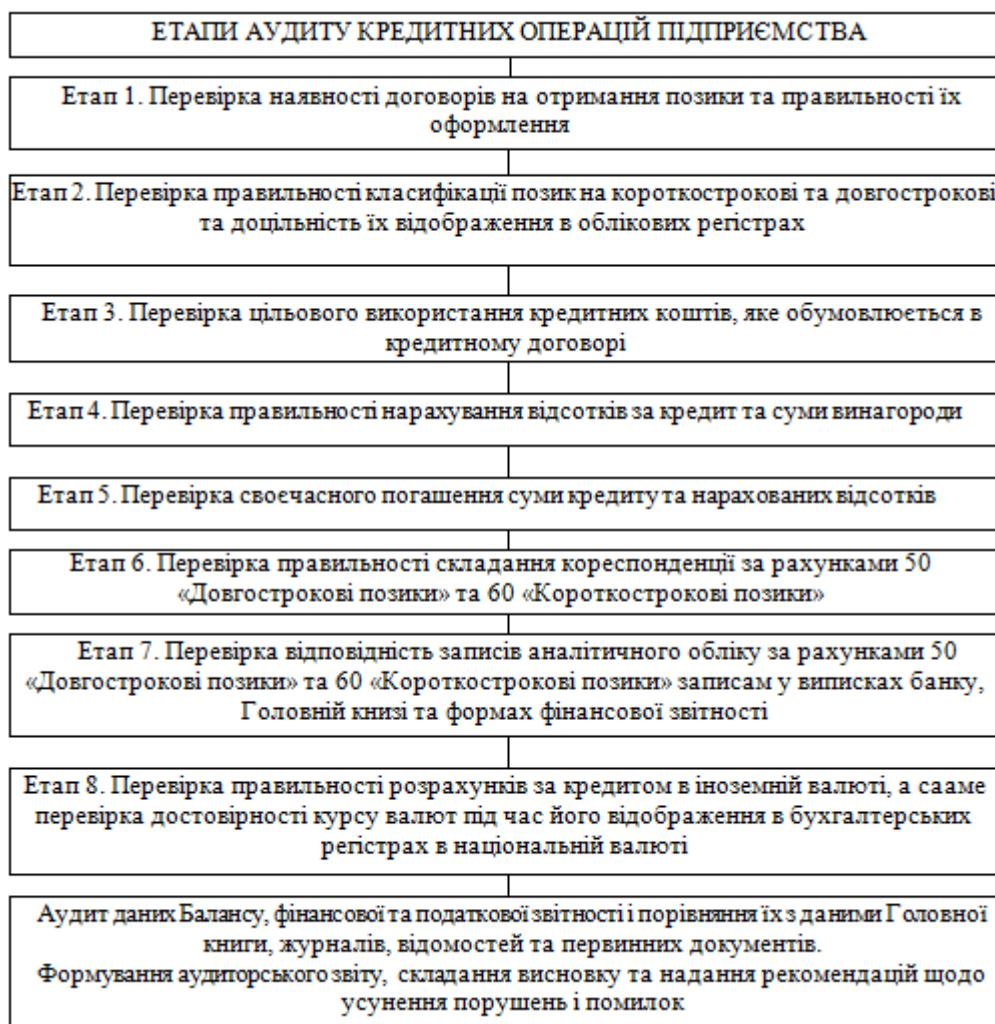 ЕТАПИ АУДИТУ КРЕДИТНИХ ОПЕРАЦІЙ ПІДПРИЄМСТВА
Етап 1. Перевірка наявності договорів на отримання позики та правильності їх
оформлення
Етап 2. Перевірка правильності класифікації позик на короткострокові та довгострокові
та доцільність їх відображення в облікових регістрах
Етап 3. Перевірка цільового використання кредитних коштів, яке обумовлюється в
кредитному договорі
Етап 4. Перевірка правильності нарахування відсотків за кредит та суми винагороди
Етап 5. Перевірка своєчасного погашення суми кредиту та нарахованих відсотків
Етап 6. Перевірка правильності складання кореспонденції за рахунками 50
«Довгострокові позики» та 60 «Короткострокові позики»
Етап 7. Перевірка відповідність записів аналітичного обліку за рахунками 50
«Довгострокові позики» та 60 «Короткострокові позики» записам у виписках банку,
Головній книзі та формах фінансової звітності
Етап 8. Перевірка правильності розрахунків за кредитом в іноземній валюті, а сааме
перевірка достовірності курсу валют під час його відображення в бухгалтерських
регістрах в національній валюті
Аудит даних Балансу, фінансової та податкової звітності і порівняння їх з даними Головної
книги, журналів, відомостей та первинних документів.
Формування аудиторського звіту, складання висновку та надання рекомендацій щодо
усунення порушень і помилок